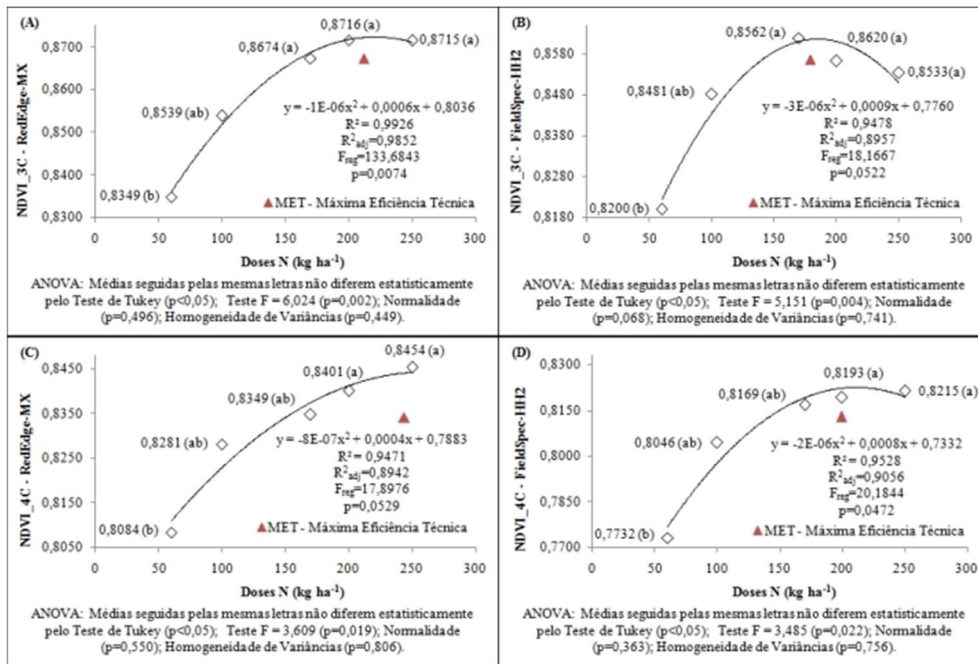 (A)
NDVI_3C - RedEdge-MX
0,8700
0,8600
0,8500
0,8400
0,8300
0,8349 (b)
0,8539 (ab)
0,8674 (a)
0,8716 (a)
0,8715 (a)
y = -1E-06x² + 0,0006x + 0,8036
R² = 0,9926
R²adj=0,9852
Freg=133,6843
p=0,0074
▲ MET - Máxima Eficiência Técnica
0 50 100 150 200 250 300
Doses N (kg ha⁻¹)
ANOVA: Médias seguidas pelas mesmas letras não diferem estatisticamente
pelo Teste de Tukey (p<0,05); Teste F = 6,024 (p=0,002); Normalidade
(p=0,496); Homogeneidade de Variâncias (p=0,449).
(B)
NDVI_3C - FieldSpec-HH2
0,8580
0,8480
0,8380
0,8280
0,8180
0,8200 (b)
0,8481 (ab)
0,8562 (a)
0,8620 (a)
0,8533(a)
y = -3E-06x² + 0,0009x + 0,7760
R² = 0,9478
R²adj=0,8957
Freg=18,1667
p=0,0522
▲ MET - Máxima Eficiência Técnica
0 50 100 150 200 250 300
Doses N (kg ha⁻¹)
ANOVA: Médias seguidas pelas mesmas letras não diferem estatisticamente
pelo Teste de Tukey (p<0,05); Teste F = 5,151 (p=0,004); Normalidade
(p=0,068); Homogeneidade de Variâncias (p=0,741).
(C)
NDVI_4C - RedEdge-MX
0,8450
0,8350
0,8250
0,8150
0,8050
0,8084 (b)
0,8281 (ab)
0,8349 (ab)
0,8401 (a)
0,8454 (a)
y = -8E-07x² + 0,0004x + 0,7883
R² = 0,9471
R²adj=0,8942
Freg=17,8976
p=0,0529
▲ MET - Máxima Eficiência Técnica
0 50 100 150 200 250 300
Doses N (kg ha⁻¹)
ANOVA: Médias seguidas pelas mesmas letras não diferem estatisticamente
pelo Teste de Tukey (p<0,05); Teste F = 3,609 (p=0,019); Normalidade
(p=0,550); Homogeneidade de Variâncias (p=0,806).
(D)
NDVI_4C - FieldSpec-HH2
0,8300
0,8150
0,8000
0,7850
0,7700
0,7732 (b)
0,8046 (ab)
0,8169 (ab)
0,8193 (a)
0,8215 (a)
y = -2E-06x² + 0,0008x + 0,7332
R² = 0,9528
R²adj=0,9056
Freg=20,1844
p=0,0472
▲ MET - Máxima Eficiência Técnica
0 50 100 150 200 250 300
Doses N (kg ha⁻¹)
ANOVA: Médias seguidas pelas mesmas letras não diferem estatisticamente
pelo Teste de Tukey (p<0,05); Teste F = 3,485 (p=0,022); Normalidade
(p=0,363); Homogeneidade de Variâncias (p=0,756).